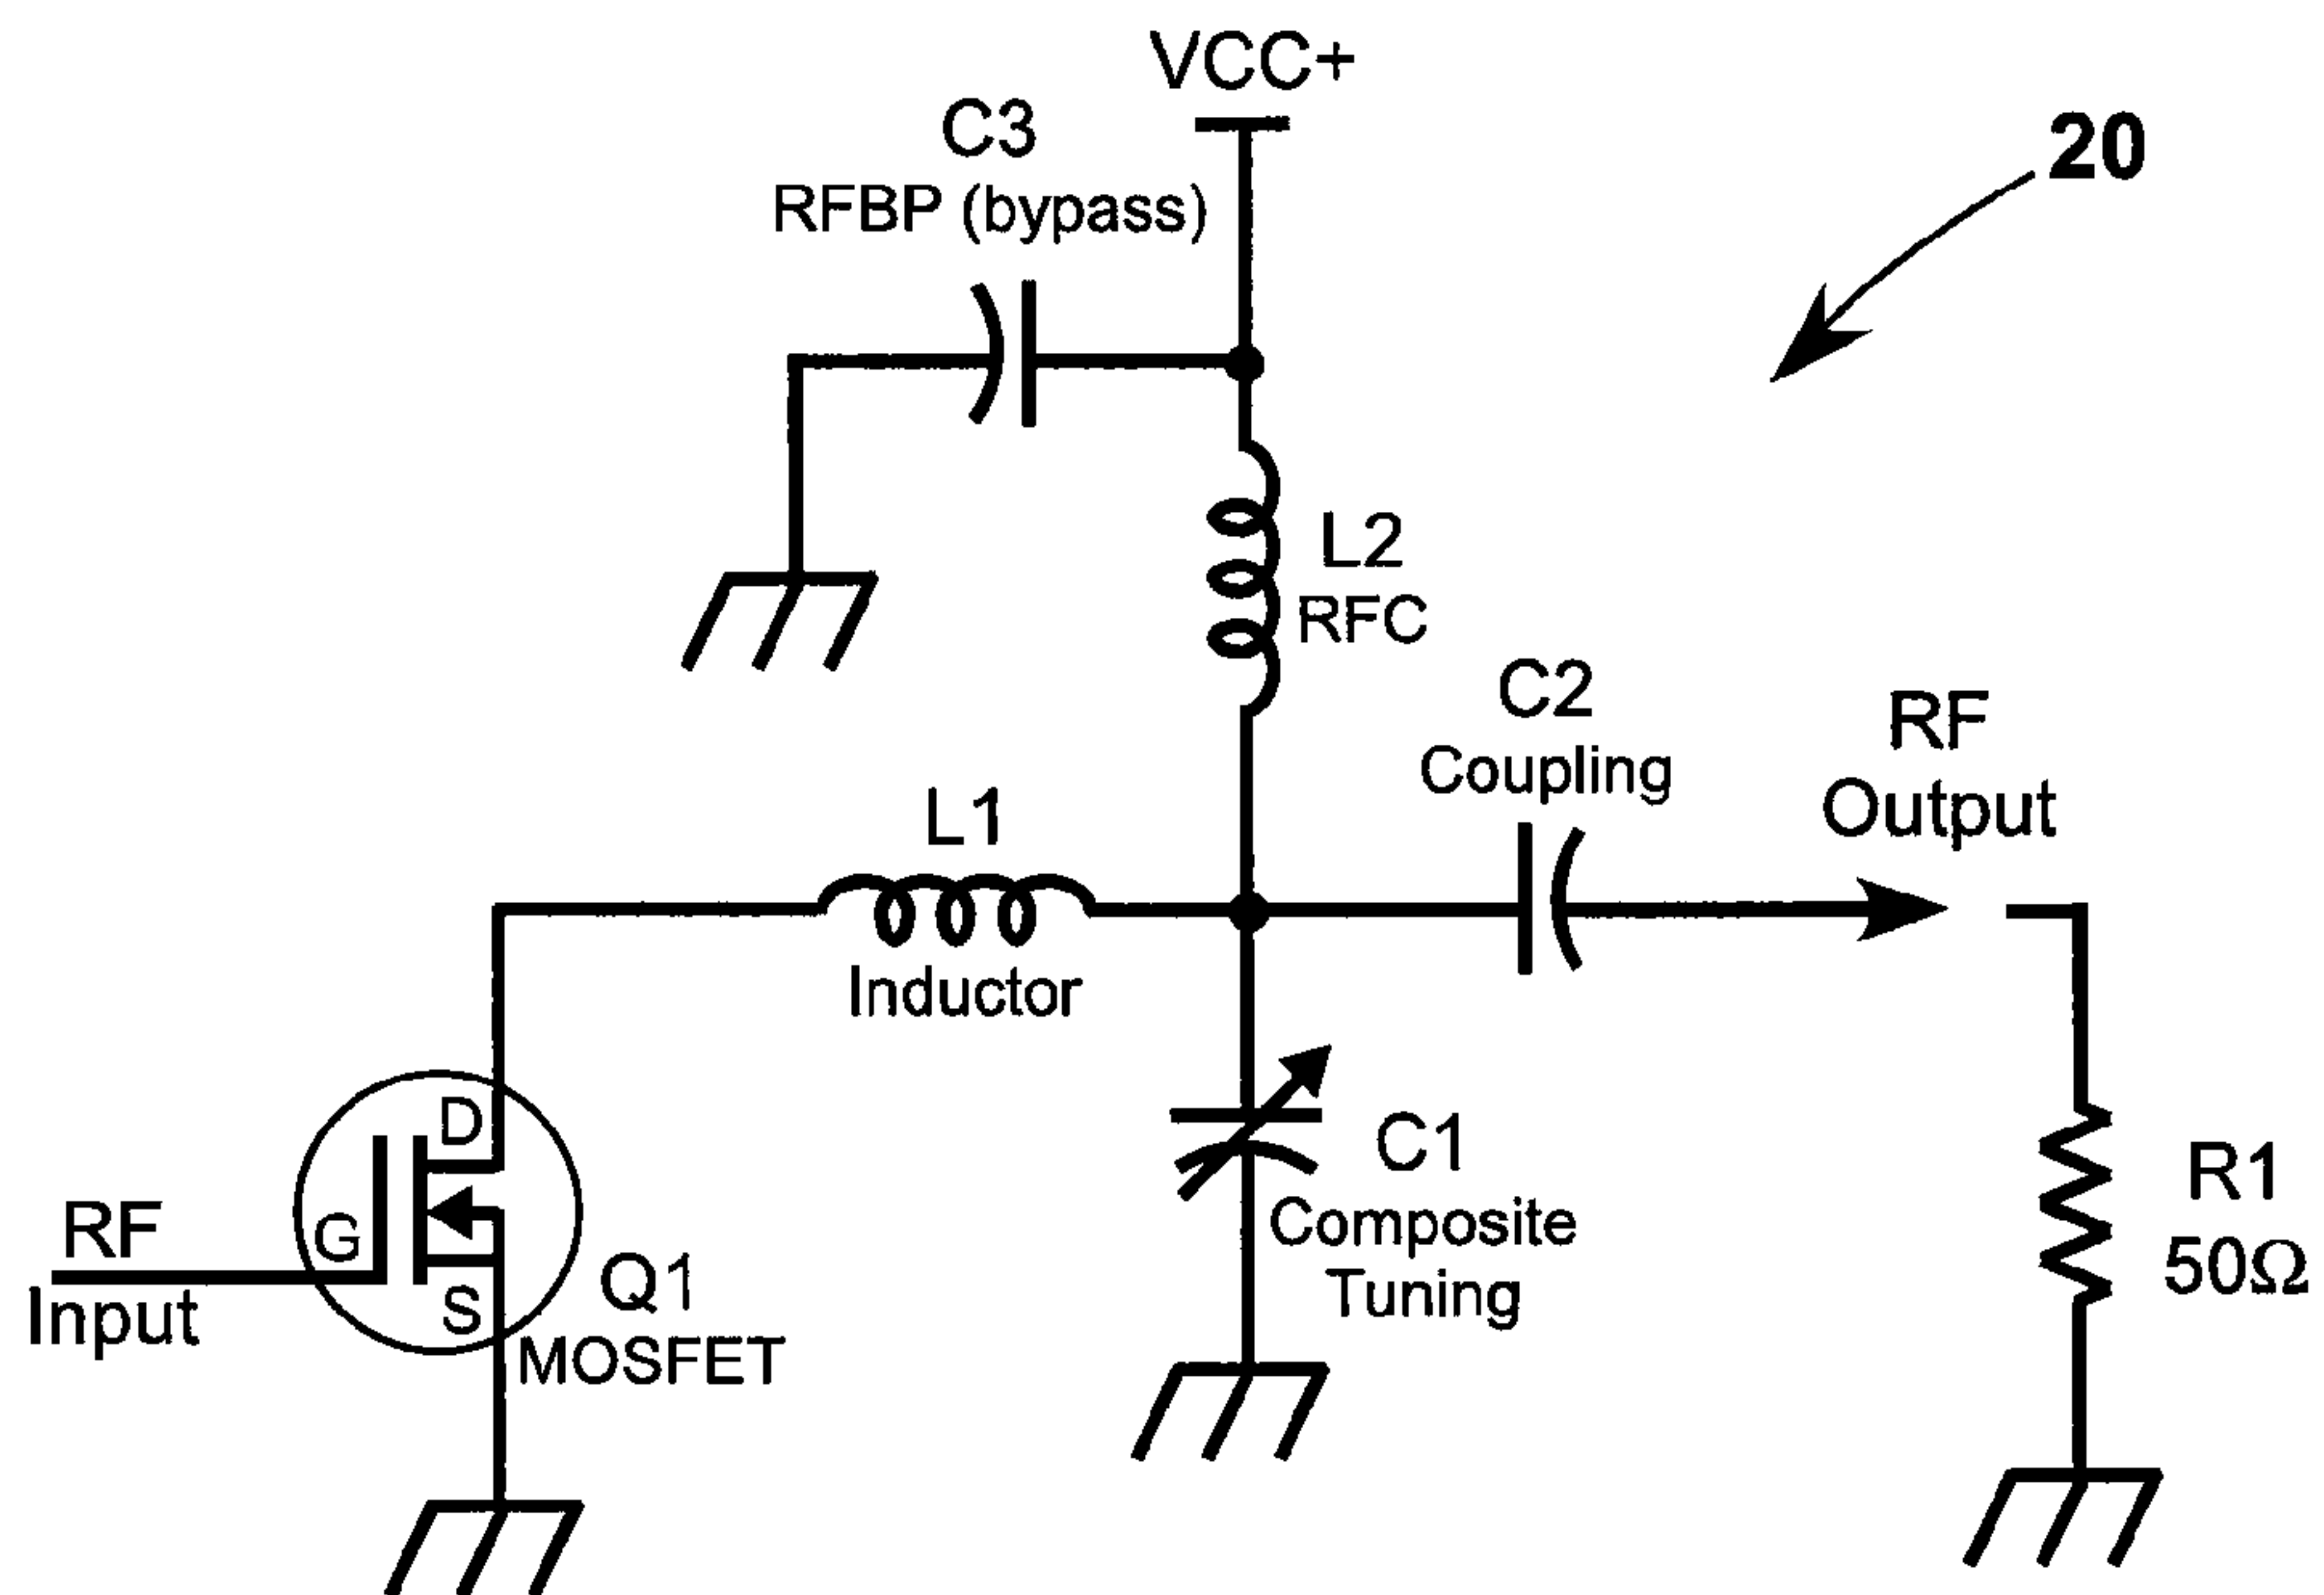 VCC+
C3
RFBP (bypass)
20
L2
RFC
C2
Coupling
RF
Output
L1
Inductor
D
G
S
RF
Input
Q1
MOSFET
C1
Composite
Tuning
R1
50Ω